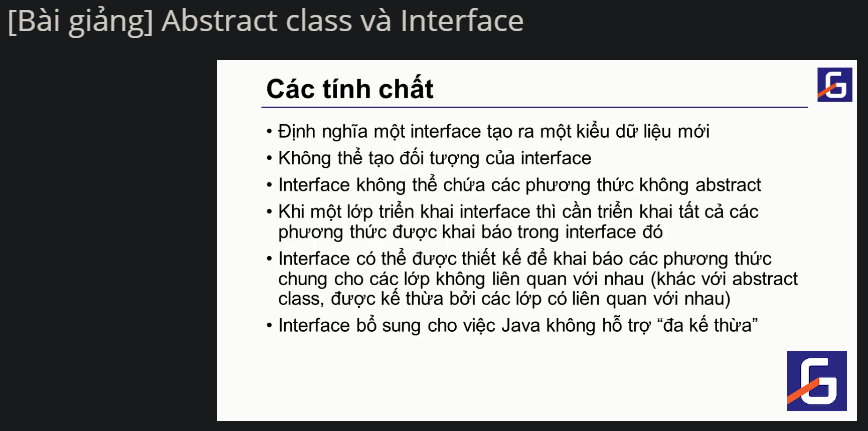 [Bài giảng] Abstract class và Interface
Các tính chất
• Định nghĩa một interface tạo ra một kiểu dữ liệu mới
• Không thể tạo đối tượng của interface
• Interface không thể chứa các phương thức không abstract
• Khi một lớp triển khai interface thì cần triển khai tất cả các
phương thức được khai báo trong interface đó
• Interface có thể được thiết kế để khai báo các phương thức
chung cho các lớp không liên quan với nhau (khác với abstract
class, được kế thừa bởi các lớp có liên quan với nhau)
• Interface bổ sung cho việc Java không hỗ trợ “đa kế thừa”